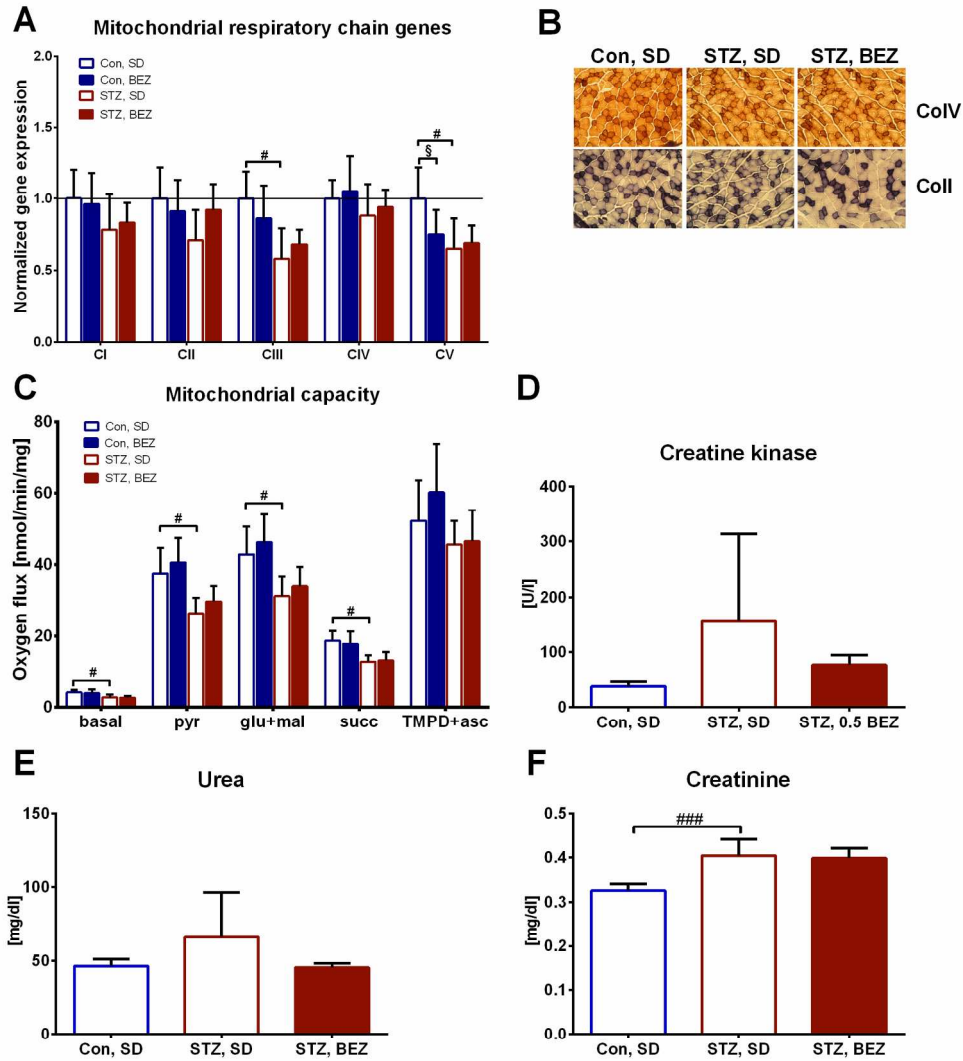 A
Mitochondrial respiratory chain genes
Normalized gene expression
2.0
1.5
1.0
0.5
0.0
Con, SD
Con, BEZ
STZ, SD
STZ, BEZ
#
§
#
CI
CII
CIII
CIV
CV
B
Con, SD
STZ, SD
STZ, BEZ
ColV
ColI
C
Mitochondrial capacity
Oxygen flux [nmol/min/mg]
80
60
40
20
0
Con, SD
Con, BEZ
STZ, SD
STZ, BEZ
#
#
#
#
basal
pyr
glu+mal
succ
TMPD+asc
D
Creatine kinase
[U/l]
400
300
200
100
0
Con, SD
STZ, SD
STZ, 0.5 BEZ
E
Urea
[mg/dl]
150
100
50
0
Con, SD
STZ, SD
STZ, BEZ
F
Creatinine
[mg/dl]
0.5
0.4
0.3
0.2
0.1
0.0
###
Con, SD
STZ, SD
STZ, BEZ